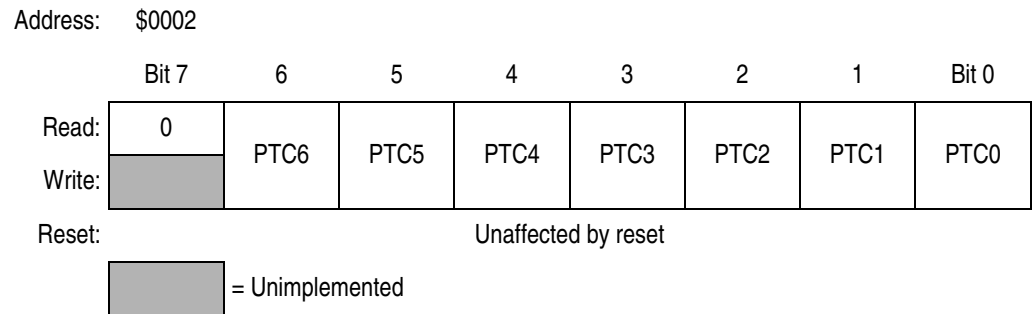 Address: $0002
Bit 7 6 5 4 3 2 1 Bit 0
Read: 0 PTC6 PTC5 PTC4 PTC3 PTC2 PTC1 PTC0
Write:
Reset: Unaffected by reset
= Unimplemented